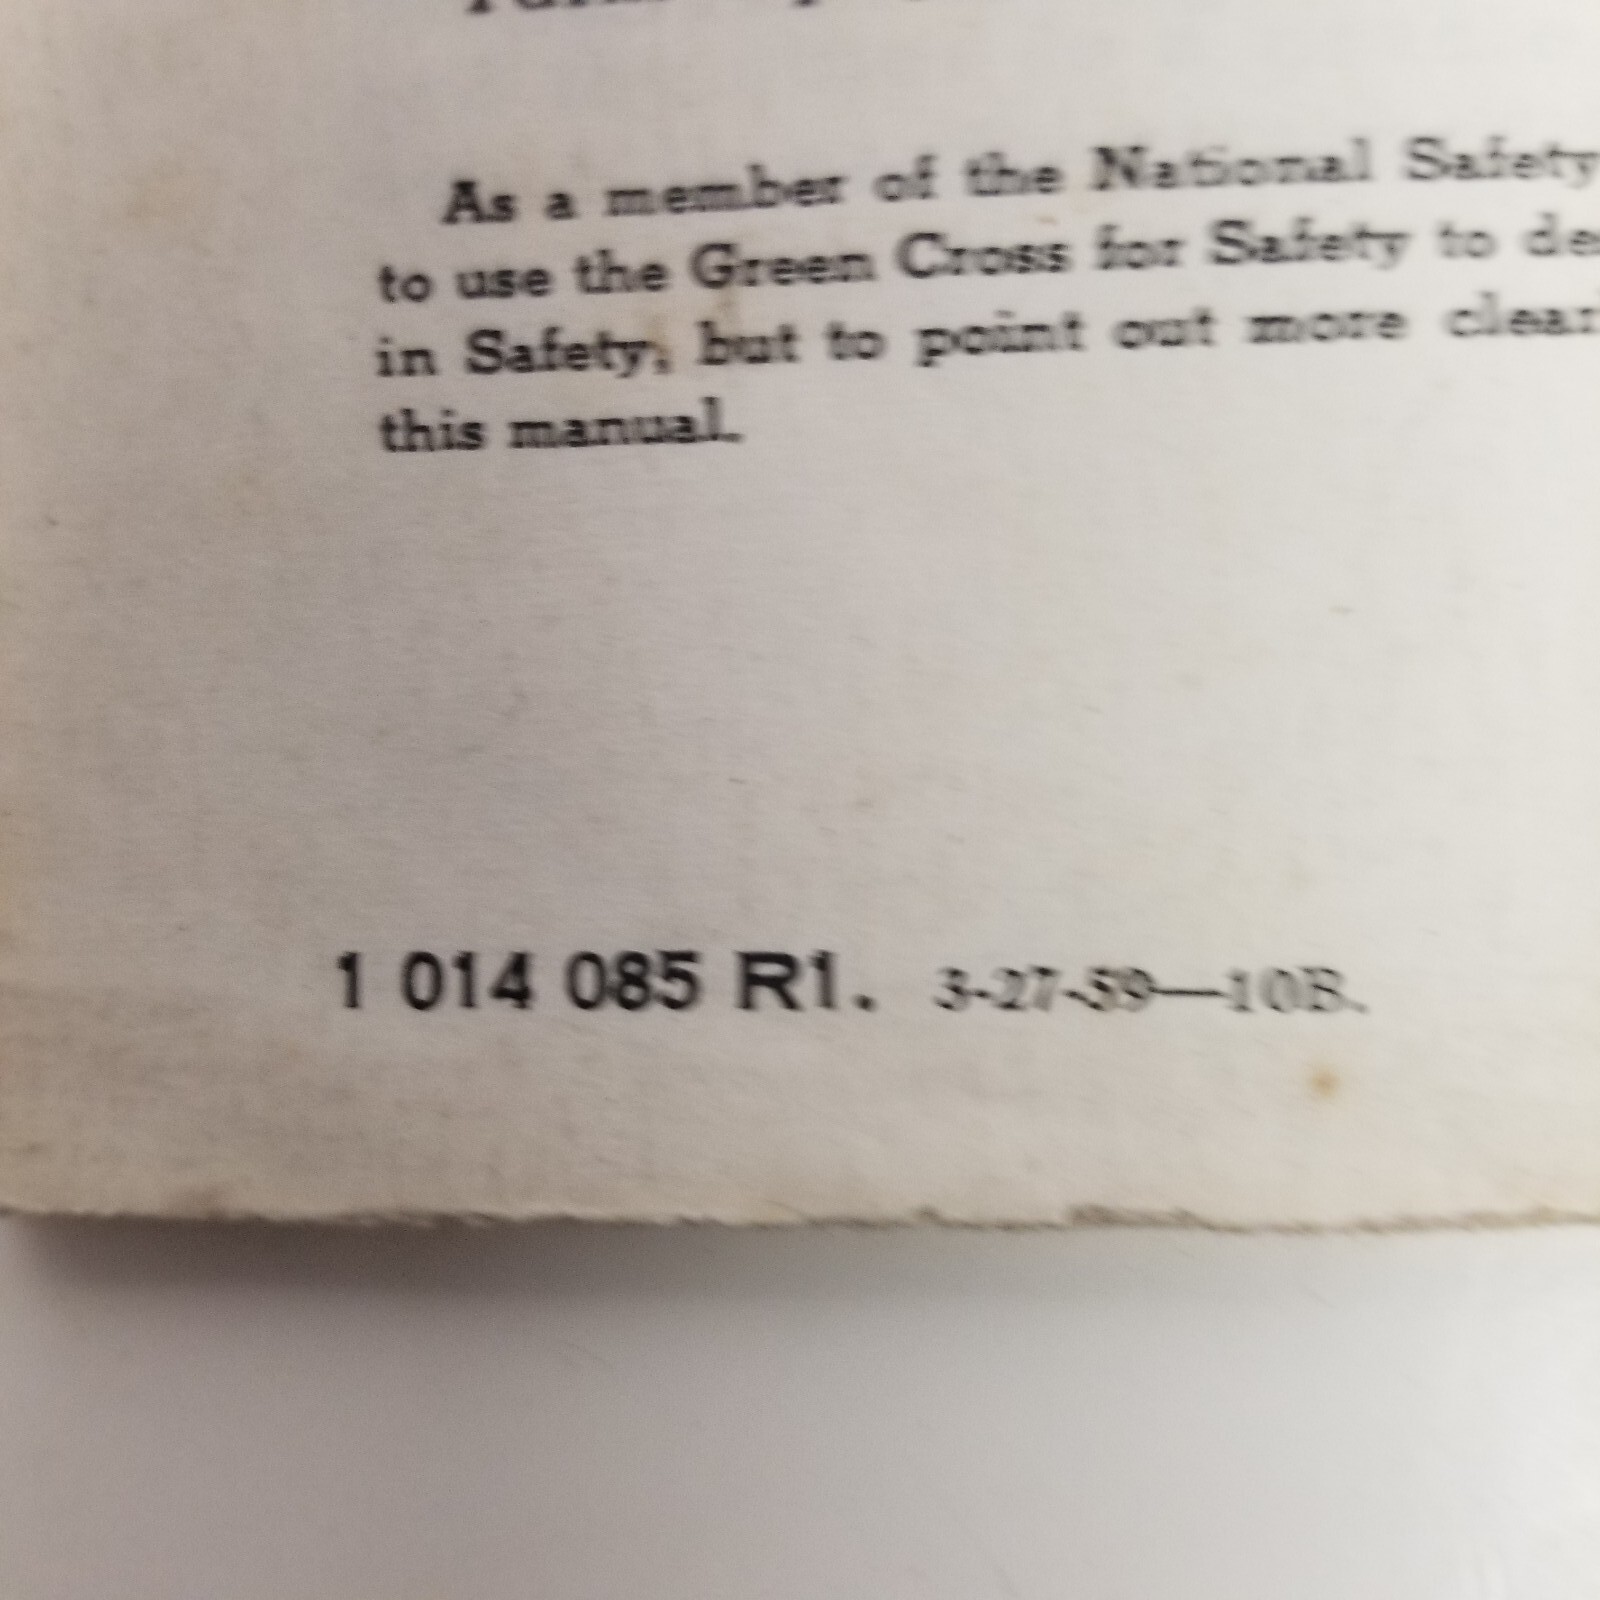 As a member of the National Safety
to use the Green Cross for Safety to de
in Safety, but to point out more clear
this manual.
1 014 085 R1. 3-27-59—10B.